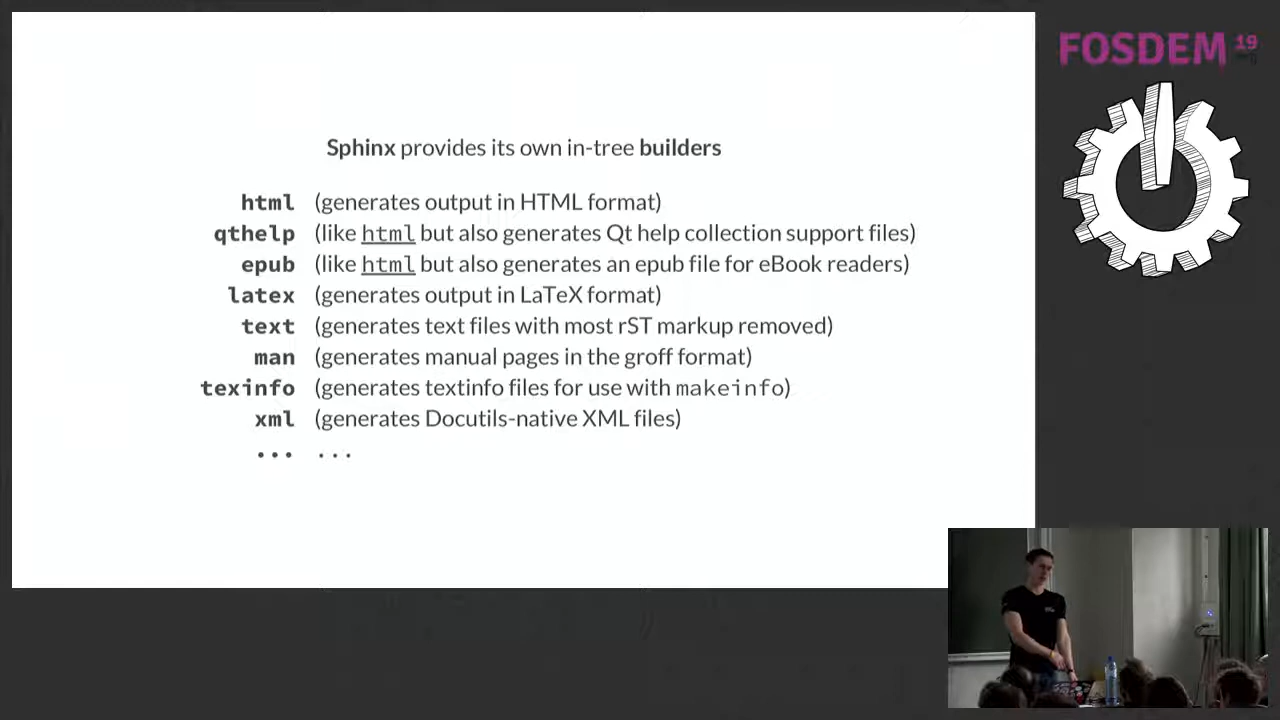 FOSDEM 19
Sphinx provides its own in-tree builders
html (generates output in HTML format)
qthelp (like html but also generates Qt help collection support files)
epub (like html but also generates an epub file for eBook readers)
latex (generates output in LaTeX format)
text (generates text files with most rST markup removed)
man (generates manual pages in the groff format)
texinfo (generates textinfo files for use with makeinfo)
xml (generates Docutils-native XML files)
... ...